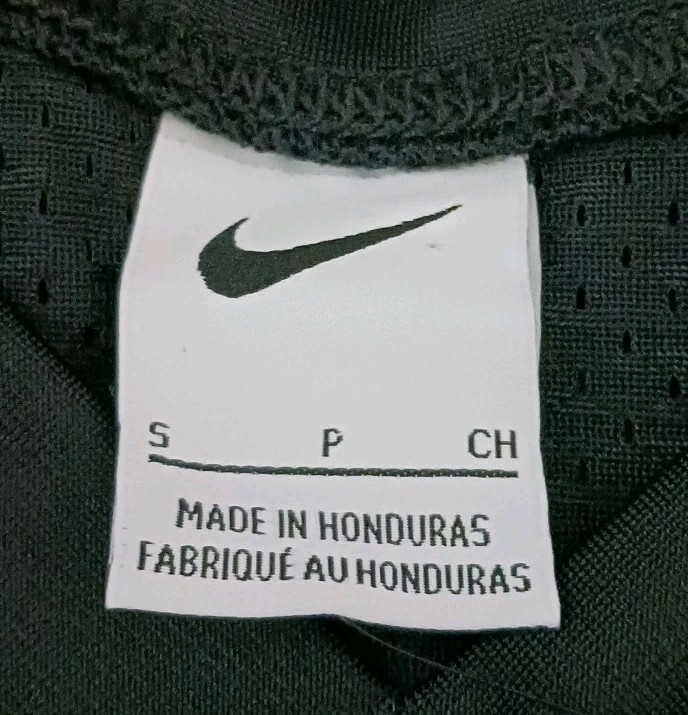 S P CH
MADE IN HONDURAS
FABRIQUÉ AU HONDURAS